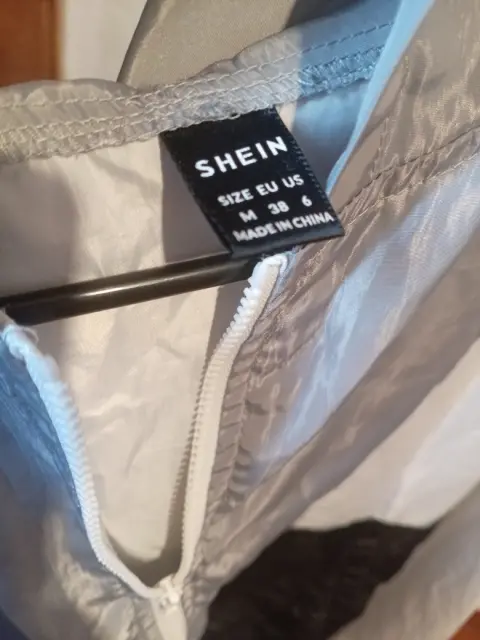 SHEIN
SIZE EU US
M 38 6
MADE IN CHINA